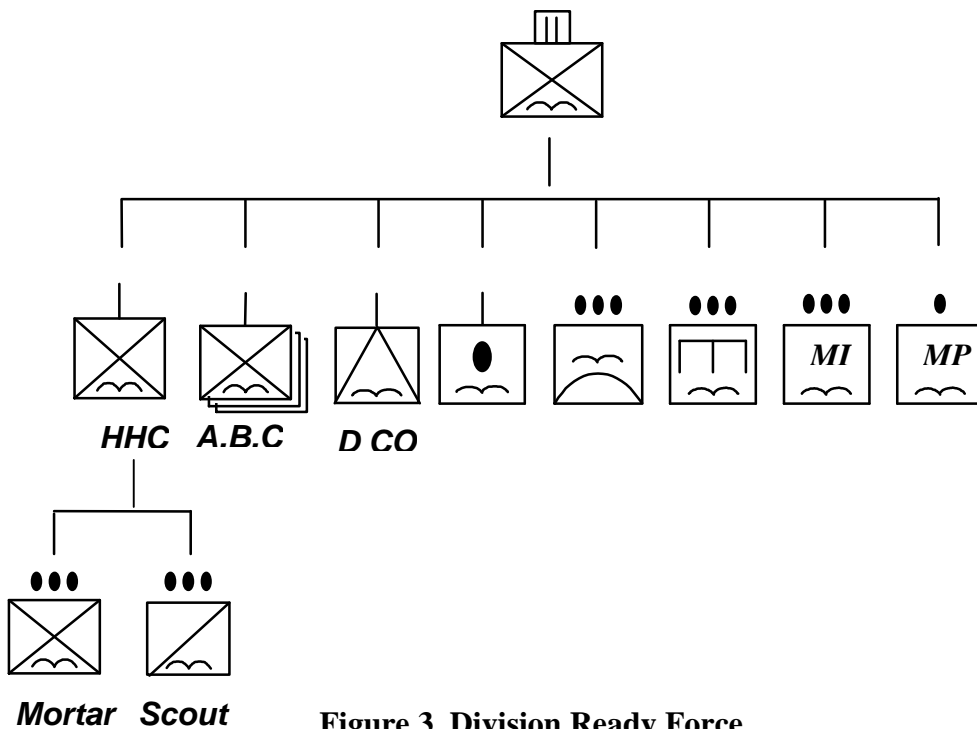 MI MP
HHC A.B.C D CO
Mortar Scout
Figure 3. Division Ready Force